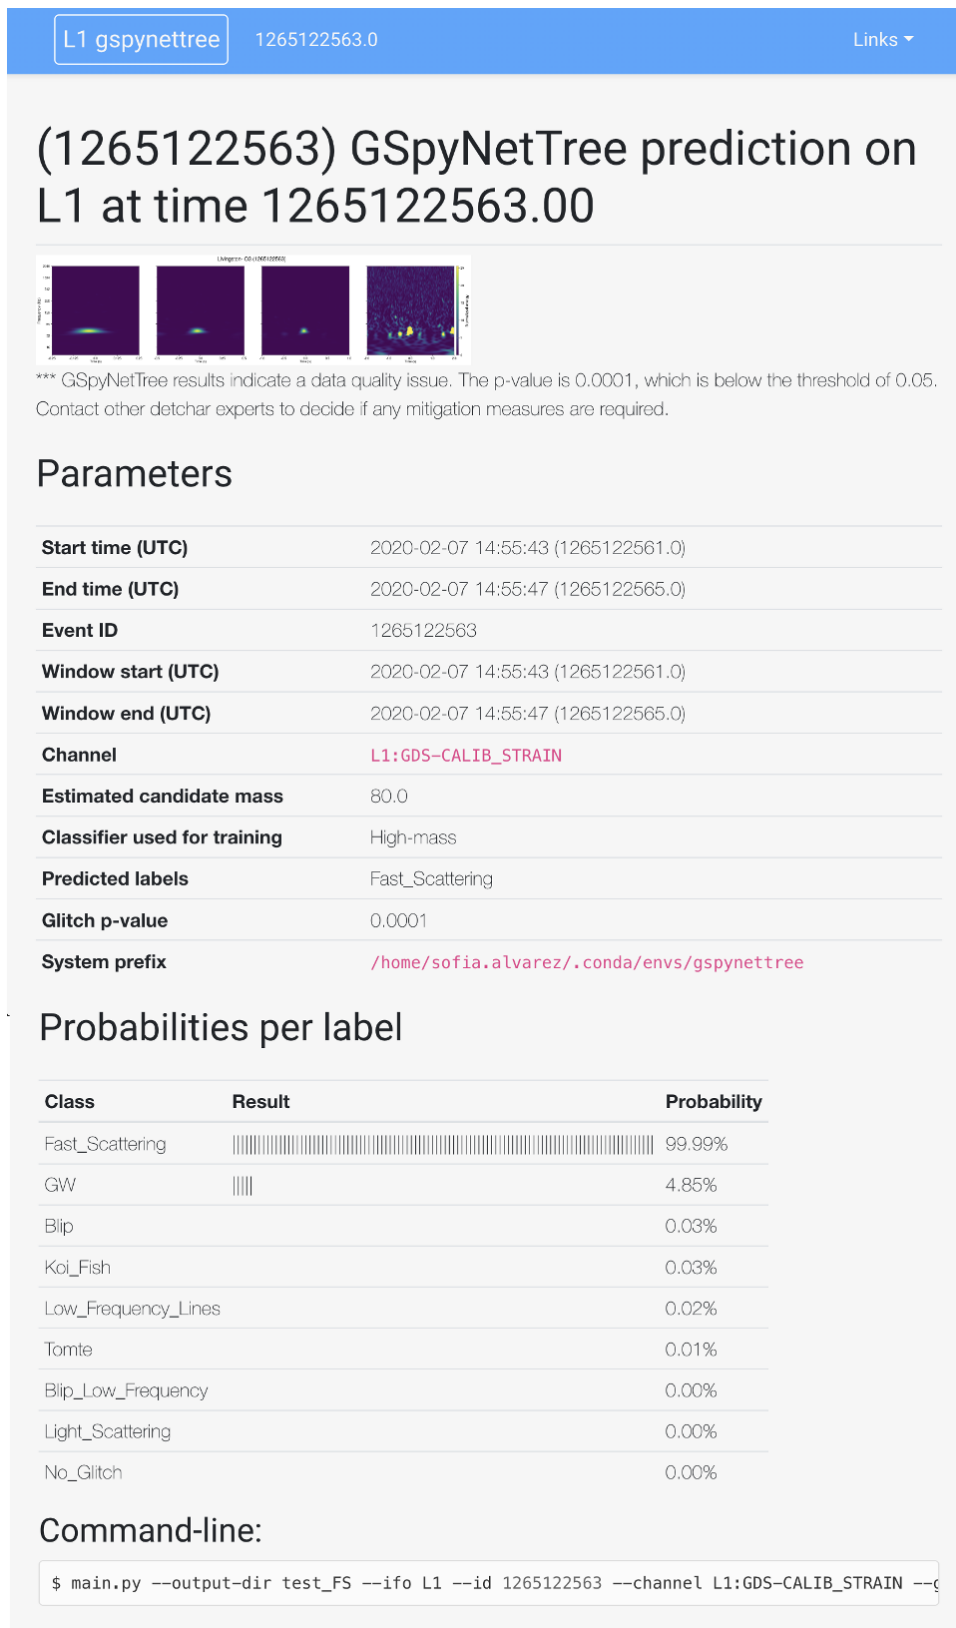 L1 gspynettree 1265122563.0 Links
(1265122563) GSpyNetTree prediction on
L1 at time 1265122563.00
*** GSpyNetTree results indicate a data quality issue. The p-value is 0.0001, which is below the threshold of 0.05.
Contact other detchar experts to decide if any mitigation measures are required.
Parameters
Start time (UTC) 2020-02-07 14:55:43 (1265122561.0)
End time (UTC) 2020-02-07 14:55:47 (1265122565.0)
Event ID 1265122563
Window start (UTC) 2020-02-07 14:55:43 (1265122561.0)
Window end (UTC) 2020-02-07 14:55:47 (1265122565.0)
Channel L1:GDS-CALIB_STRAIN
Estimated candidate mass 80.0
Classifier used for training High-mass
Predicted labels Fast_Scattering
Glitch p-value 0.0001
System prefix /home/sofia.alvarez/.conda/envs/gspynettree
Probabilities per label
Class Result Probability
Fast_Scattering 99.99%
GW 4.85%
Blip 0.03%
Koi_Fish 0.03%
Low_Frequency_Lines 0.02%
Tomte 0.01%
Blip_Low_Frequency 0.00%
Light_Scattering 0.00%
No_Glitch 0.00%
Command-line:
$ main.py --output-dir test_FS --ifo L1 --id 1265122563 --channel L1:GDS-CALIB_STRAIN --g